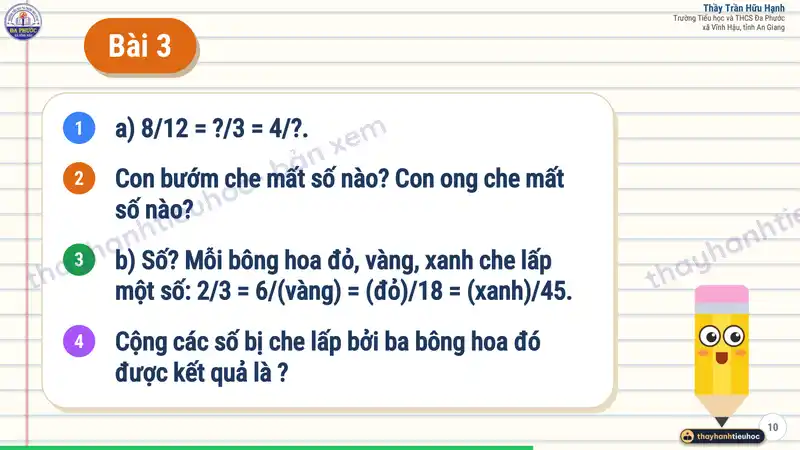 Thầy Trần Hữu Hạnh
Trường Tiểu học và THCS Đa Phước
xã Vĩnh Hậu, tỉnh An Giang
ĐA PHƯỚC
Bài 3
1 a) 8/12 = ?/3 = 4/?.
2 Con bướm che mất số nào? Con ong che mất
số nào?
3 b) Số? Mỗi bông hoa đỏ, vàng, xanh che lấp
một số: 2/3 = 6/(vàng) = (đỏ)/18 = (xanh)/45.
4 Cộng các số bị che lấp bởi ba bông hoa đó
được kết quả là ?
thayhanhtieuhoc
10